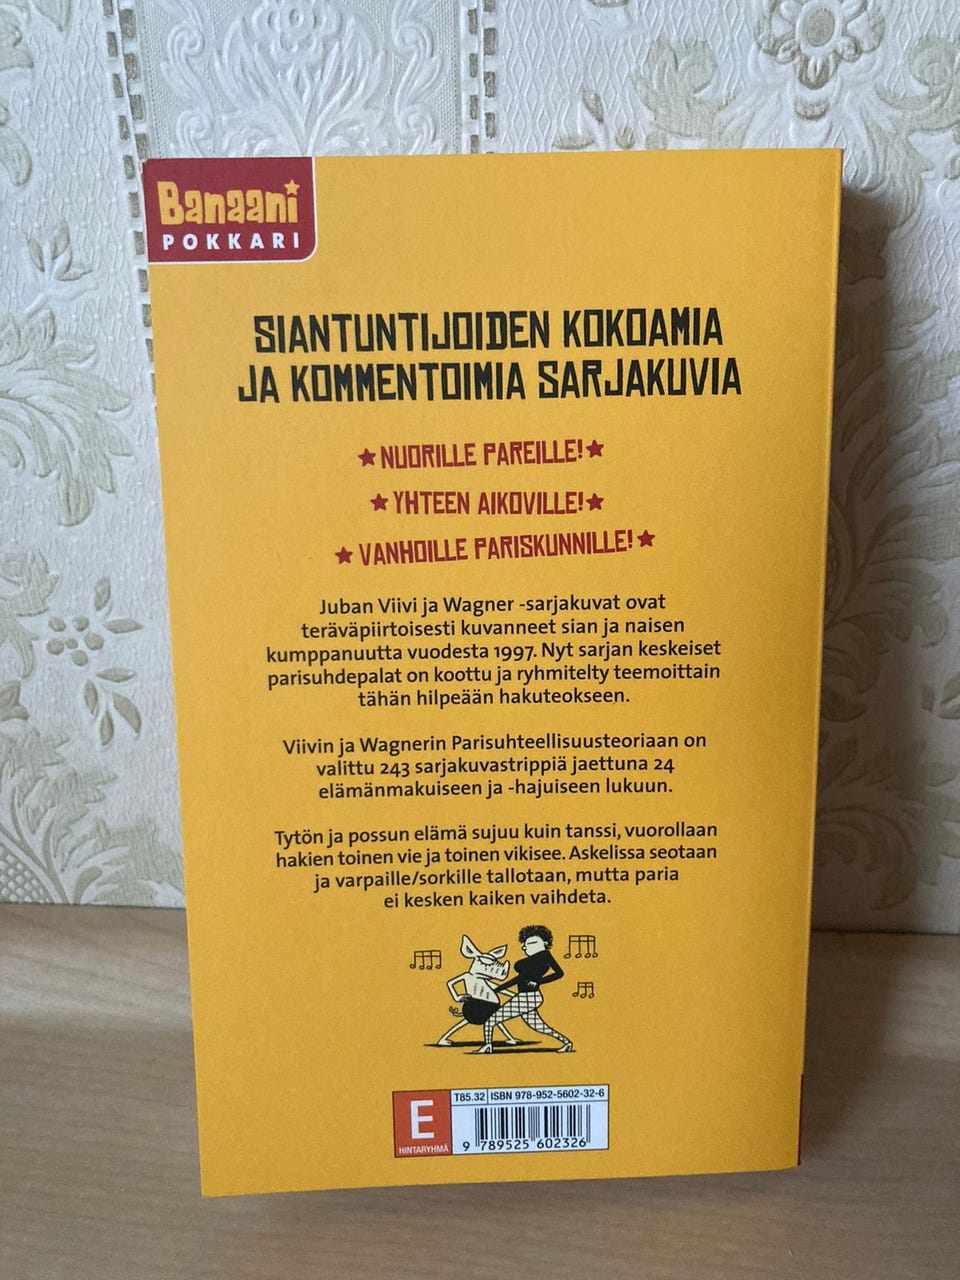 Banaani
POKKARI
SIANTUNTIJOIDEN KOKOAMIA
JA KOMMENTOIMIA SARJAKUVIA
★ NUORILLE PAREILLE! ★
★ YHTEEN AIKOVILLE! ★
★ VANHOILLE PARISKUNNILLE! ★
Juban Viivi ja Wagner -sarjakuvat ovat
teräväpiirtoisesti kuvanneet sian ja naisen
kumppanuutta vuodesta 1997. Nyt sarjan keskeiset
parisuhdepalat on koottu ja ryhmitelty teemoittain
tähän hilpeään hakuteokseen.
Viivin ja Wagnerin Parisuhteellisuusteoriaan on
valittu 243 sarjakuvastrippiä jaettuna 24
elämänmakuiseen ja -hajuiseen lukuun.
Tytön ja possun elämä sujuu kuin tanssi, vuorollaan
hakien toinen vie ja toinen vikisee. Askelissa seotaan
ja varpaille/sorkille tallotaan, mutta paria
ei kesken kaiken vaihdeta.
T85.32 ISBN 978-952-5602-32-6
E
HINTARYHMÄ
9 789525 602326